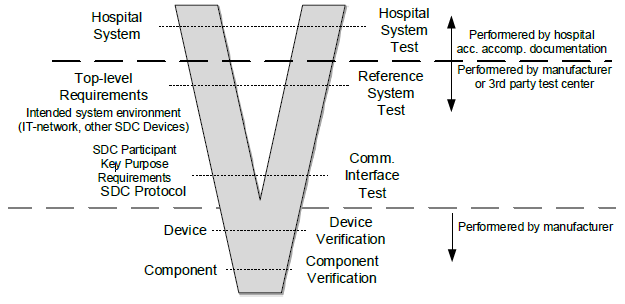 Hospital
System
Hospital
System
Test
Performered by hospital
acc. accomp. documentation
Top-level
Requirements
Intended system environment
(IT-network, other SDC Devices)
Reference
System
Test
Performered by manufacturer
or 3rd party test center
SDC Participant
Key Purpose
Requirements
SDC Protocol
Comm.
Interface
Test
Device
Device
Verification
Performered by manufacturer
Component
Component
Verification